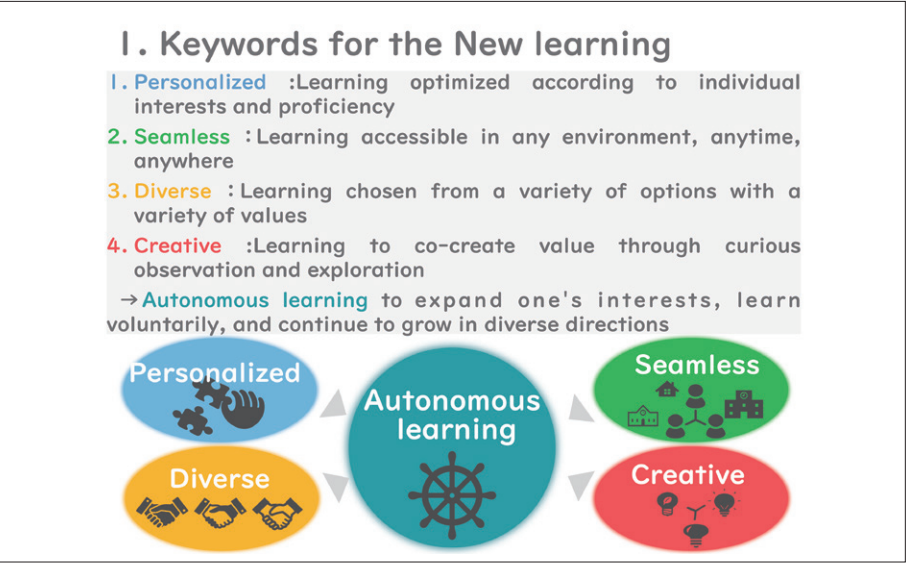 1. Keywords for the New learning
1. Personalized :Learning optimized according to individual
interests and proficiency
2. Seamless :Learning accessible in any environment, anytime,
anywhere
3. Diverse :Learning chosen from a variety of options with a
variety of values
4. Creative :Learning to co-create value through curious
observation and exploration
→Autonomous learning to expand one's interests, learn
voluntarily, and continue to grow in diverse directions
Personalized
Seamless
Autonomous
learning
Diverse
Creative